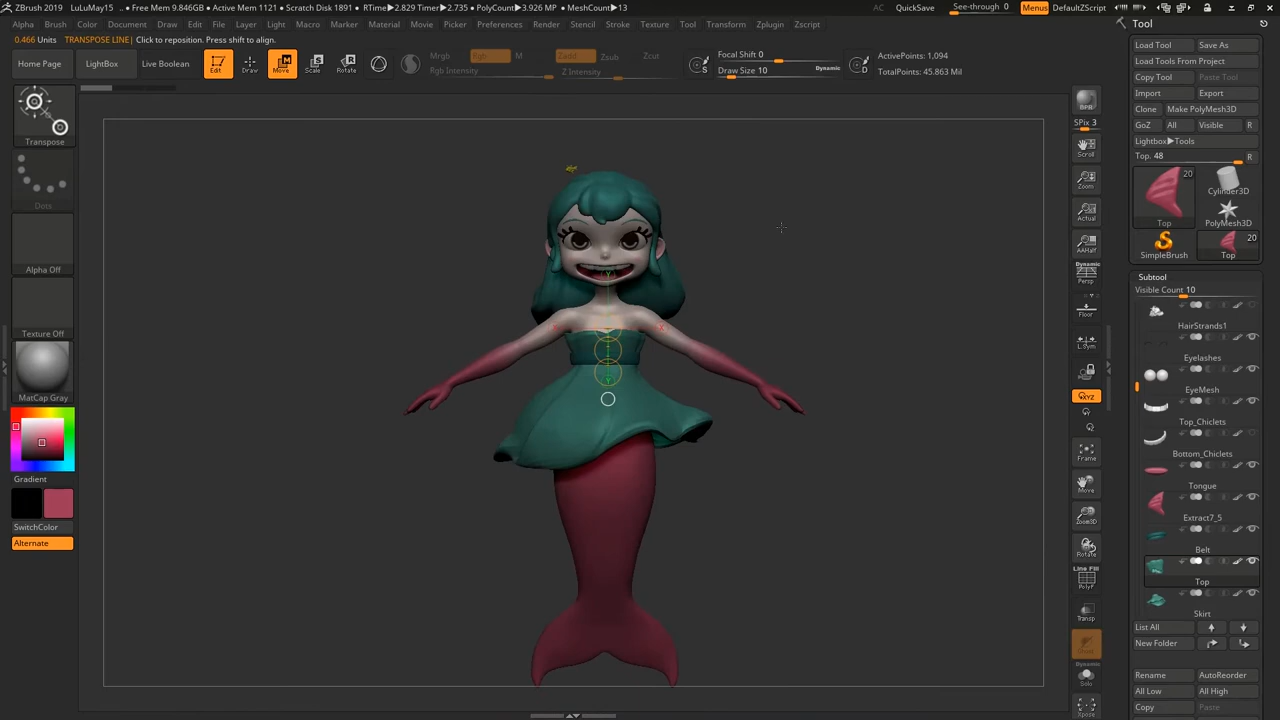 ZBrush 2019 LuLuMay15 • Free Memory 9.846GB • Active Memory 1121 • Scratch Disk 1891 • RTime▶2.829 Timer▶2.735 • PolyCount▶3.926 MP • MeshCount▶13
AC QuickSave See-through 0 Menus DefaultZScript
Alpha Brush Color Document Draw Edit File Layer Light Macro Marker Material Movie Picker Preferences Render Stencil Stroke Texture Tool Transform Zplugin Zscript
0.466 Units TRANSPOSE LINE| Click to reposition. Press shift to align.
Home Page LightBox Live Boolean
Edit Draw Move Scale Rotate
Mrgb Rgb M
Rgb Intensity
Zadd Zsub Zcut
Z Intensity
Focal Shift 0
Draw Size 10 Dynamic
S
D
ActivePoints: 1,094
TotalPoints: 45.863 Mil
Transpose
Dots
Alpha Off
Texture Off
MatCap Gray
Gradient
SwitchColor
Alternate
BPR
SPix 3
Scroll
Zoom
Actual
AAHalf
Dynamic
Persp
Floor
L.Sym
XYZ
Frame
Move
Zoom3D
Rotate
Line Fill
PolyF
Transp
Dynamic
Solo
Xpose
Tool
Load Tool Save As
Load Tools From Project
Copy Tool Paste Tool
Import Export
Clone Make PolyMesh3D
GoZ All Visible R
Lightbox▶Tools
Top. 48 R
20
Top
Cylinder3D
PolyMesh3D
SimpleBrush
20
Top
Subtool
Visible Count 10
HairStrands1
Eyelashes
EyeMesh
Top_Chiclets
Bottom_Chiclets
Tongue
Extract7_5
Belt
Top
Skirt
List All
New Folder
Rename AutoReorder
All Low All High
Copy Paste